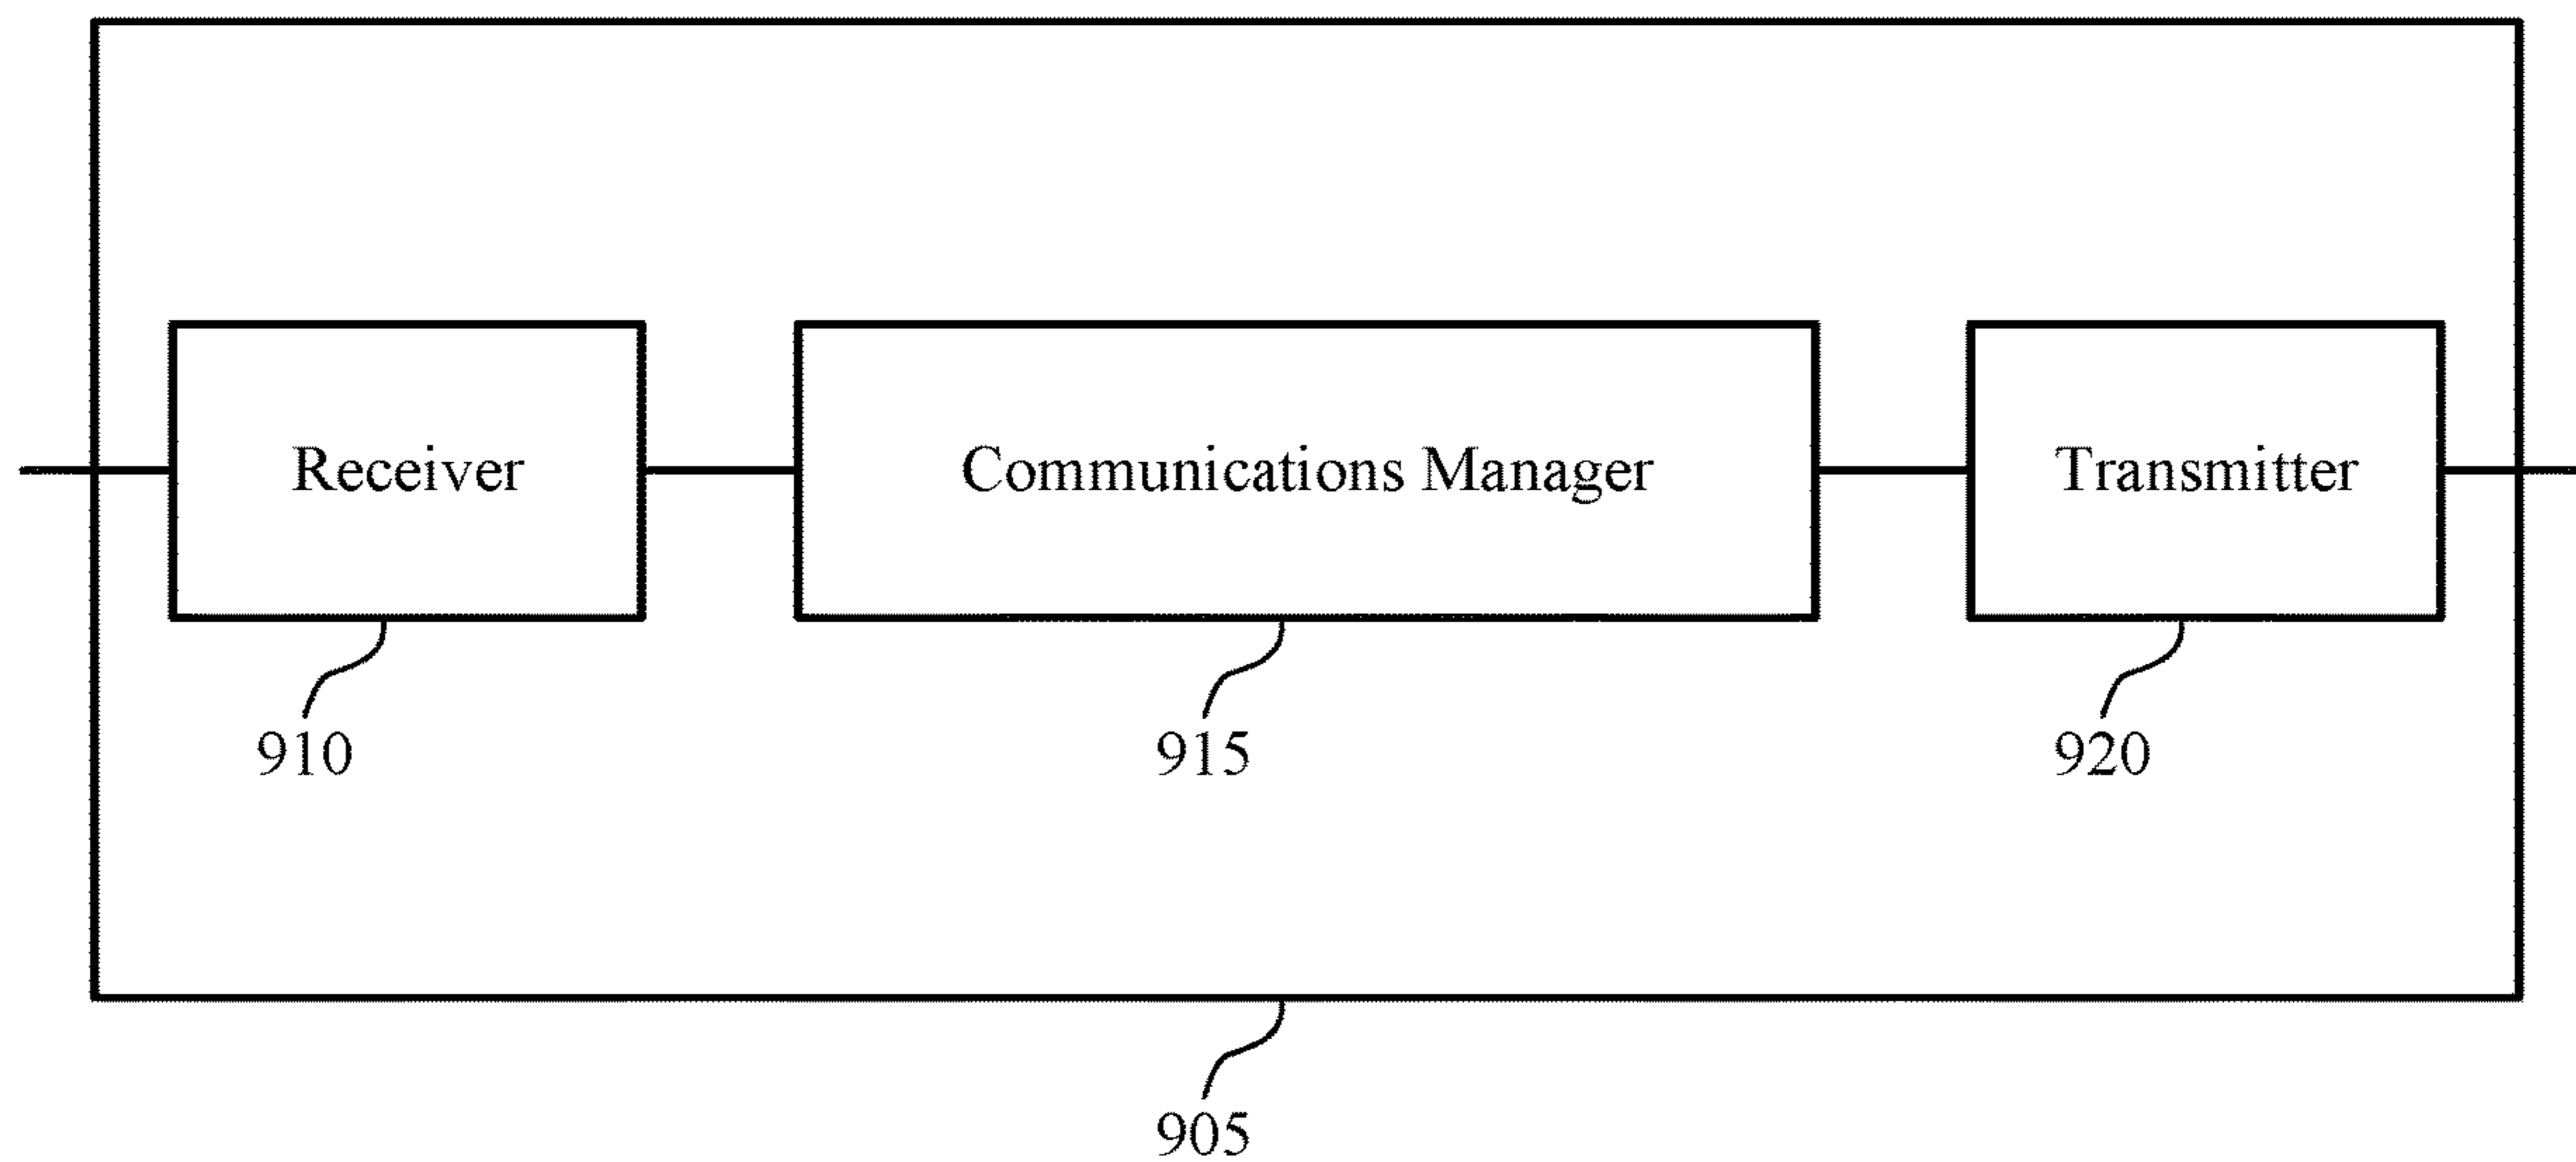 Receiver
Communications Manager
Transmitter
910
915
920
905